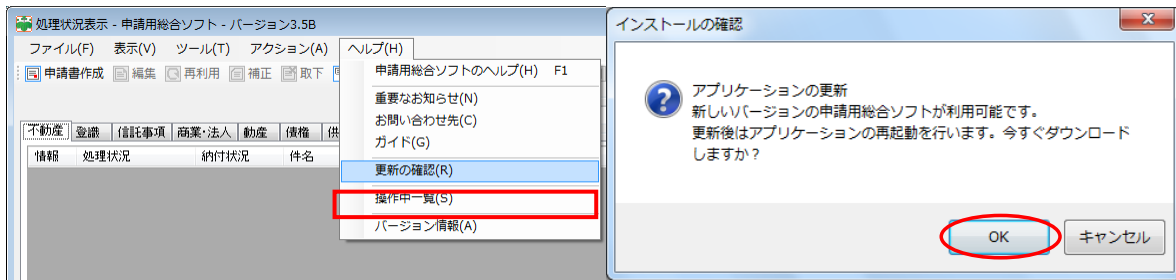 処理状況表示 - 申請用総合ソフト - バージョン3.5B
ファイル(F) 表示(V) ツール(T) アクション(A) ヘルプ(H)
申請書作成 編集 再利用 補正 取下
申請用総合ソフトのヘルプ(H) F1
重要なお知らせ(N)
お問い合わせ先(C)
ガイド(G)
更新の確認(R)
操作中一覧(S)
バージョン情報(A)
不動産 登識 信託事項 商業・法人 動産 債権 供
情報 処理状況 納付状況 件名
インストールの確認
アプリケーションの更新
新しいバージョンの申請用総合ソフトが利用可能です。
更新後はアプリケーションの再起動を行います。今すぐダウンロード
しますか？
OK キャンセル